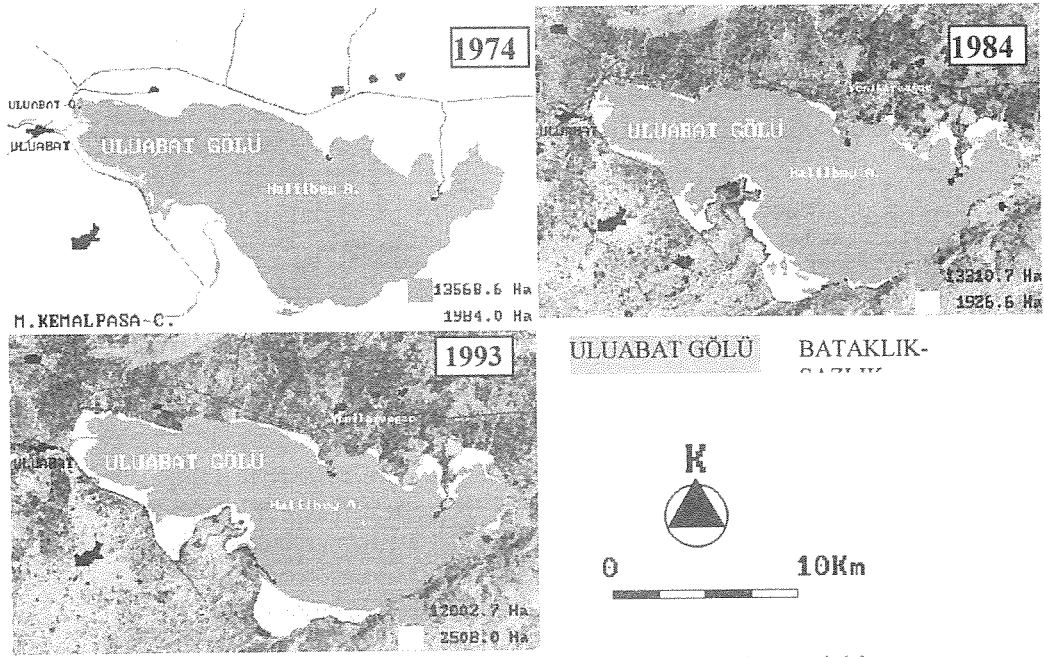 1974
ULUABAT
ULUABAT GÖLÜ
Halilbey A.
13568.6 Ha
1984.0 Ha
M.KEMALPASA-C.
1984
ULUABAT
ULUABAT GÖLÜ
Halilbey A.
13310.7 Ha
1926.6 Ha
1993
ULUABAT
ULUABAT GÖLÜ
Halilbey A.
12002.7 Ha
2508.0 Ha
ULUABAT GÖLÜ
BATAKLIK-
SAZLIK
K
0 10Km